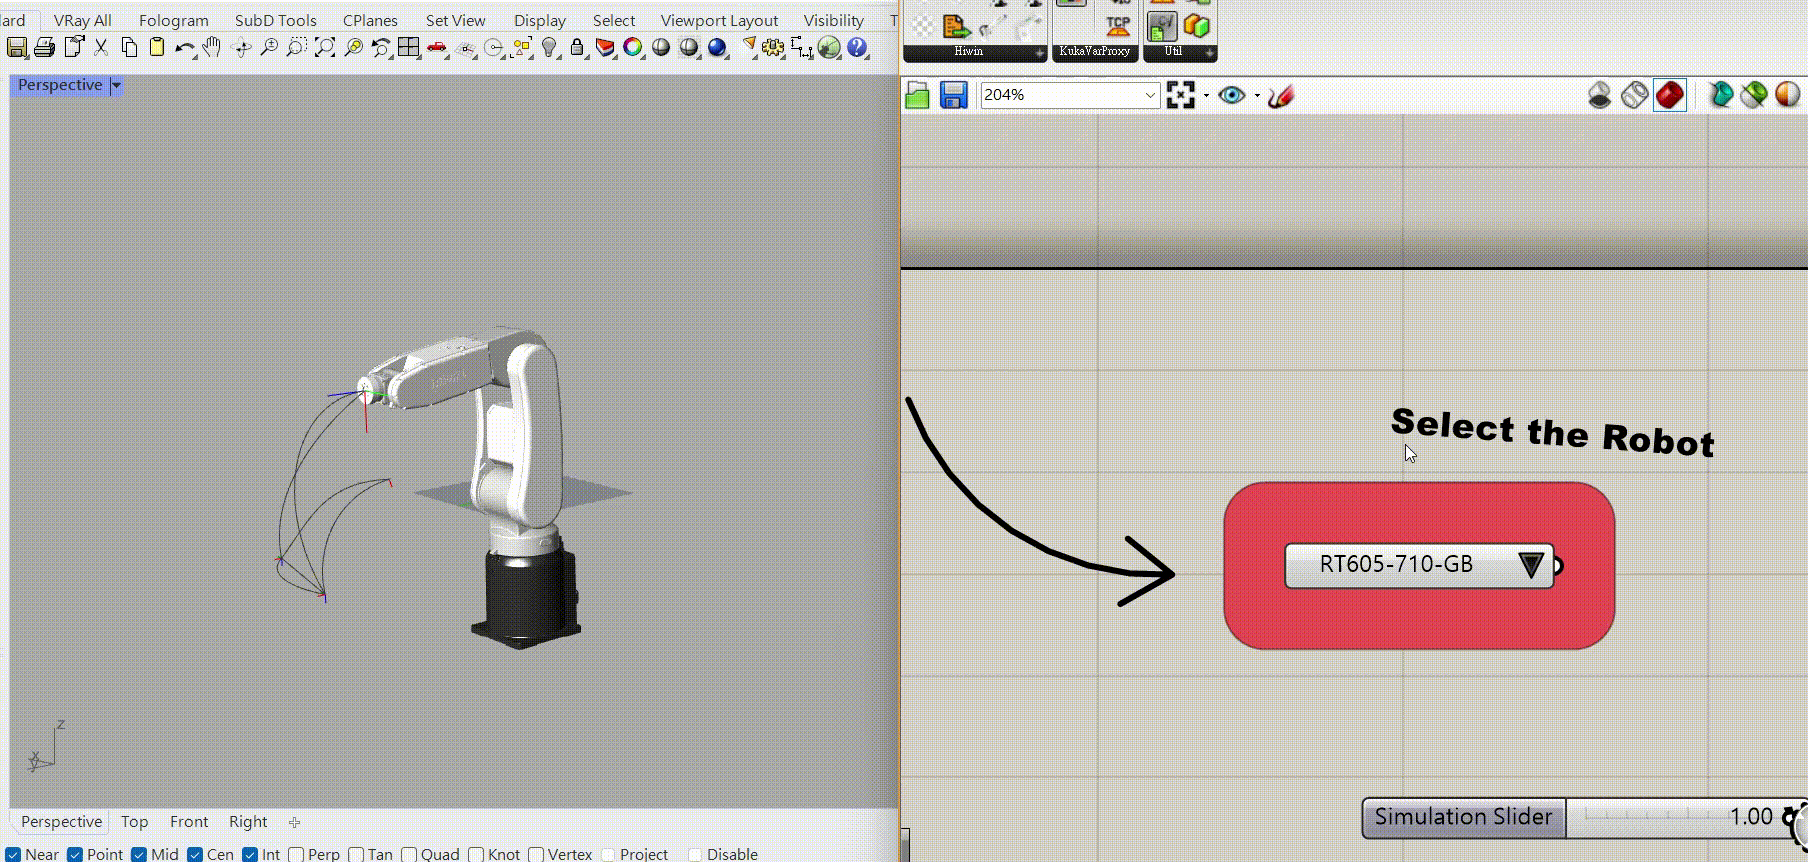 VRay All Fologram SubD Tools CPlanes Set View Display Select Viewport Layout Visibility
Perspective
Perspective Top Front Right
Near Point Mid Cen Int Perp Tan Quad Knot Vertex Project Disable
z
x
y
TCP
Hiwin KukaVarProxy Util
204%
Select the Robot
RT605-710-GB
Simulation Slider 1.00